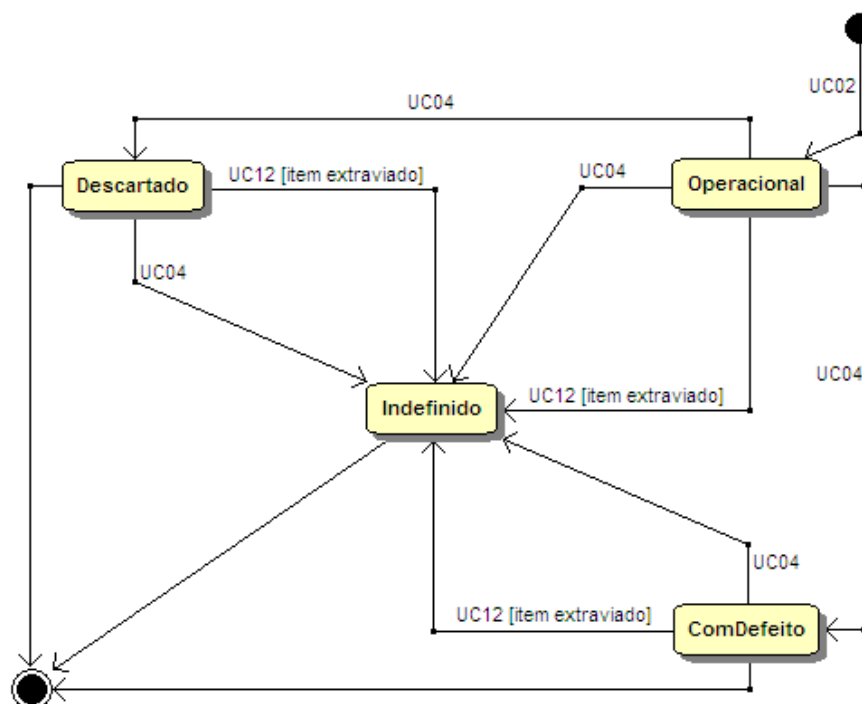 UC02
UC04
Descartado
UC12 [item extraviado]
UC04
Operacional
UC04
UC04
Indefinido
UC12 [item extraviado]
UC04
UC12 [item extraviado]
ComDefeito